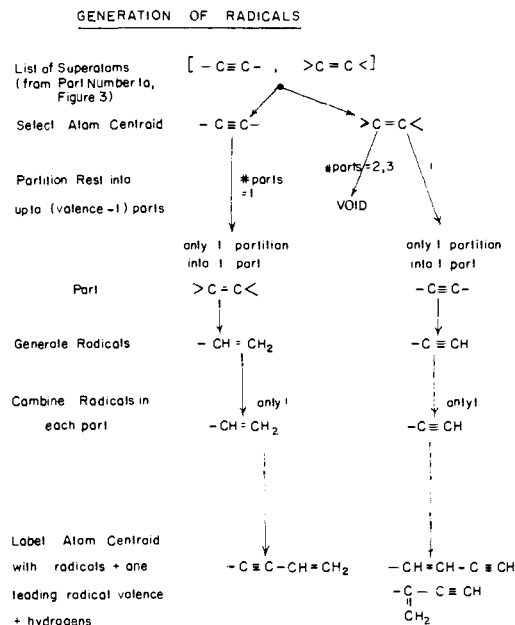 GENERATION OF RADICALS
List of Superatoms [ - C ≡ C - , >C = C < ]
(from Part Number 1a,
Figure 3)
Select Atom Centroid - C ≡ C - >C = C <
Partition Rest into #parts #parts = 2,3 1
upto (valence -1) parts = 1 VOID
only 1 partition only 1 partition
into 1 part into 1 part
Part >C = C < - C ≡ C -
Generate Radicals - CH = CH2 - C ≡ CH
Combine Radicals in only 1 only 1
each part - CH = CH2 - C ≡ CH
Label Atom Centroid
with radicals + one - C ≡ C - CH = CH2 - CH = CH - C ≡ CH
leading radical valence - C - C ≡ CH
+ hydrogens ||
CH2